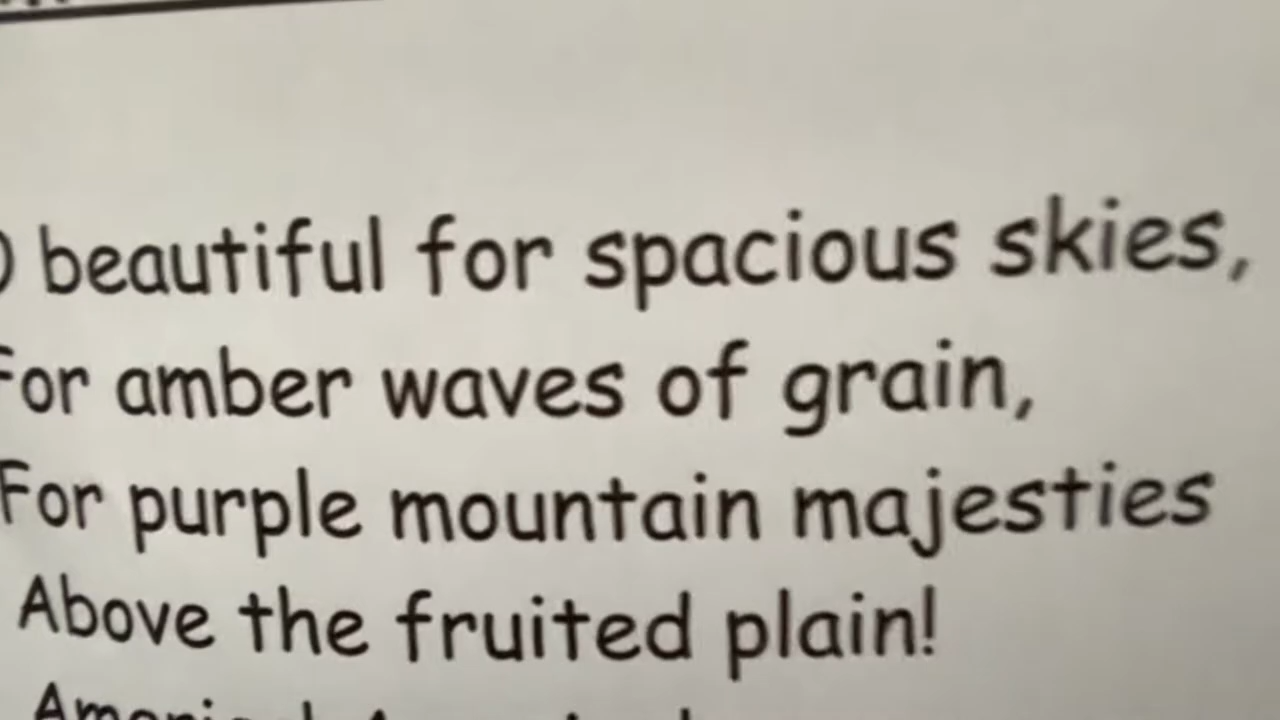 O beautiful for spacious skies,
For amber waves of grain,
For purple mountain majesties
Above the fruited plain!